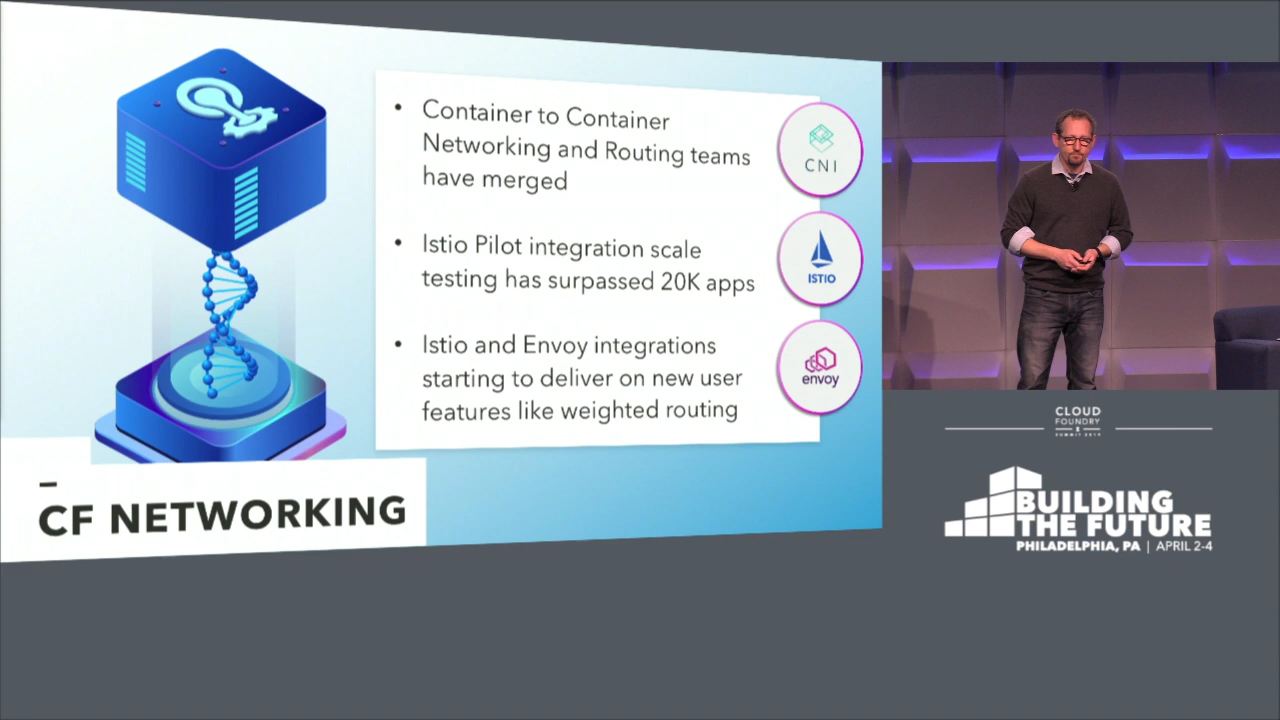 • Container to Container
Networking and Routing teams
have merged
• Istio Pilot integration scale
testing has surpassed 20K apps
• Istio and Envoy integrations
starting to deliver on new user
features like weighted routing
CNI
ISTIO
envoy
–
CF NETWORKING
CLOUD
FOUNDRY
SUMMIT 2019
BUILDING
THE FUTURE
PHILADELPHIA, PA | APRIL 2-4